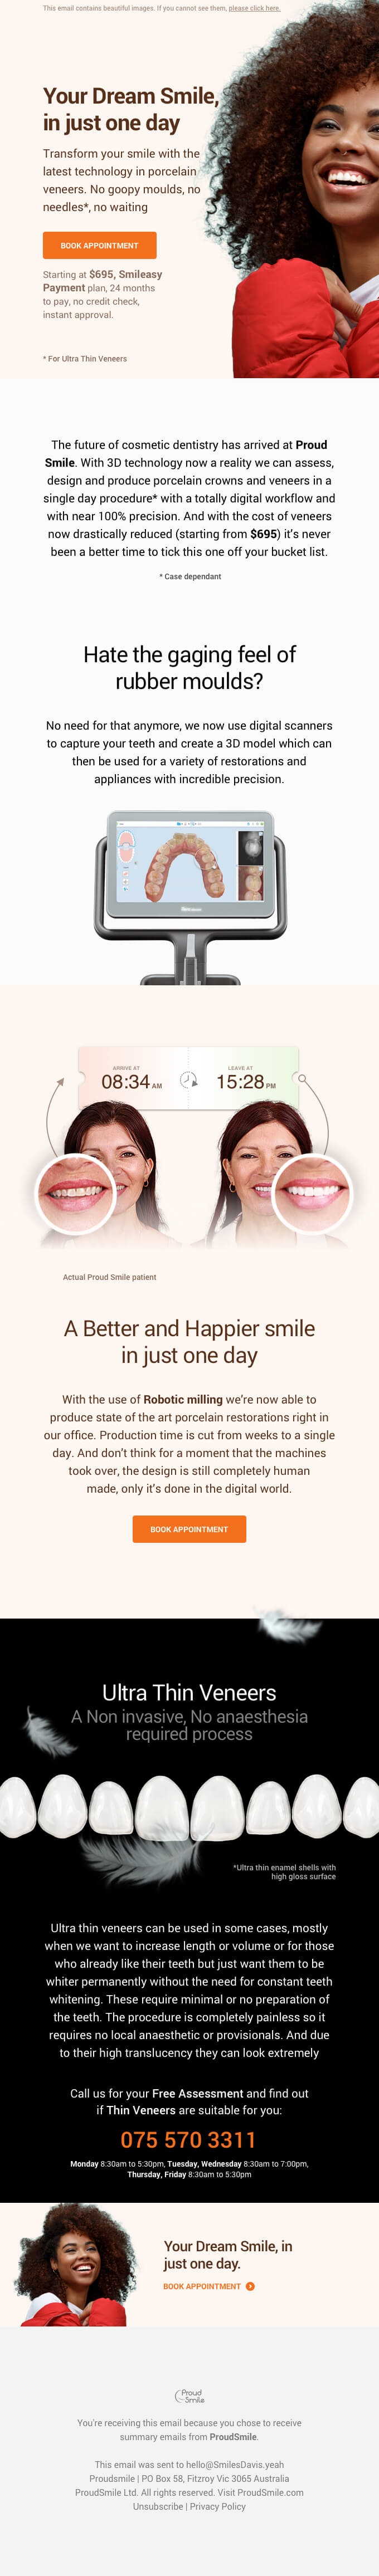 This email contains beautiful images. If you cannot see them, please click here.
Your Dream Smile,
in just one day
Transform your smile with the
latest technology in porcelain
veneers. No goopy moulds, no
needles*, no waiting
BOOK APPOINTMENT
Starting at $695, Smileasy
Payment plan, 24 months
to pay, no credit check,
instant approval.
* For Ultra Thin Veneers
The future of cosmetic dentistry has arrived at Proud
Smile. With 3D technology now a reality we can assess,
design and produce porcelain crowns and veneers in a
single day procedure* with a totally digital workflow and
with near 100% precision. And with the cost of veneers
now drastically reduced (starting from $695) it's never
been a better time to tick this one off your bucket list.
* Case dependant
Hate the gaging feel of
rubber moulds?
No need for that anymore, we now use digital scanners
to capture your teeth and create a 3D model which can
then be used for a variety of restorations and
appliances with incredible precision.
ARRIVE AT
08:34 AM
LEAVE AT
15:28 PM
Actual Proud Smile patient
A Better and Happier smile
in just one day
With the use of Robotic milling we're now able to
produce state of the art porcelain restorations right in
our office. Production time is cut from weeks to a single
day. And don't think for a moment that the machines
took over, the design is still completely human
made, only it's done in the digital world.
BOOK APPOINTMENT
Ultra Thin Veneers
A Non invasive, No anaesthesia
required process
*Ultra thin enamel shells with
high gloss surface
Ultra thin veneers can be used in some cases, mostly
when we want to increase length or volume or for those
who already like their teeth but just want them to be
whiter permanently without the need for constant teeth
whitening. These require minimal or no preparation of
the teeth. The procedure is completely painless so it
requires no local anaesthetic or provisionals. And due
to their high translucency they can look extremely
Call us for your Free Assessment and find out
if Thin Veneers are suitable for you:
075 570 3311
Monday 8:30am to 5:30pm, Tuesday, Wednesday 8:30am to 7:00pm,
Thursday, Friday 8:30am to 5:30pm
Your Dream Smile, in
just one day.
BOOK APPOINTMENT
Proud
Smile
You're receiving this email because you chose to receive
summary emails from ProudSmile.
This email was sent to hello@SmilesDavis.yeah
Proudsmile | PO Box 58, Fitzroy Vic 3065 Australia
ProudSmile Ltd. All rights reserved. Visit ProudSmile.com
Unsubscribe | Privacy Policy